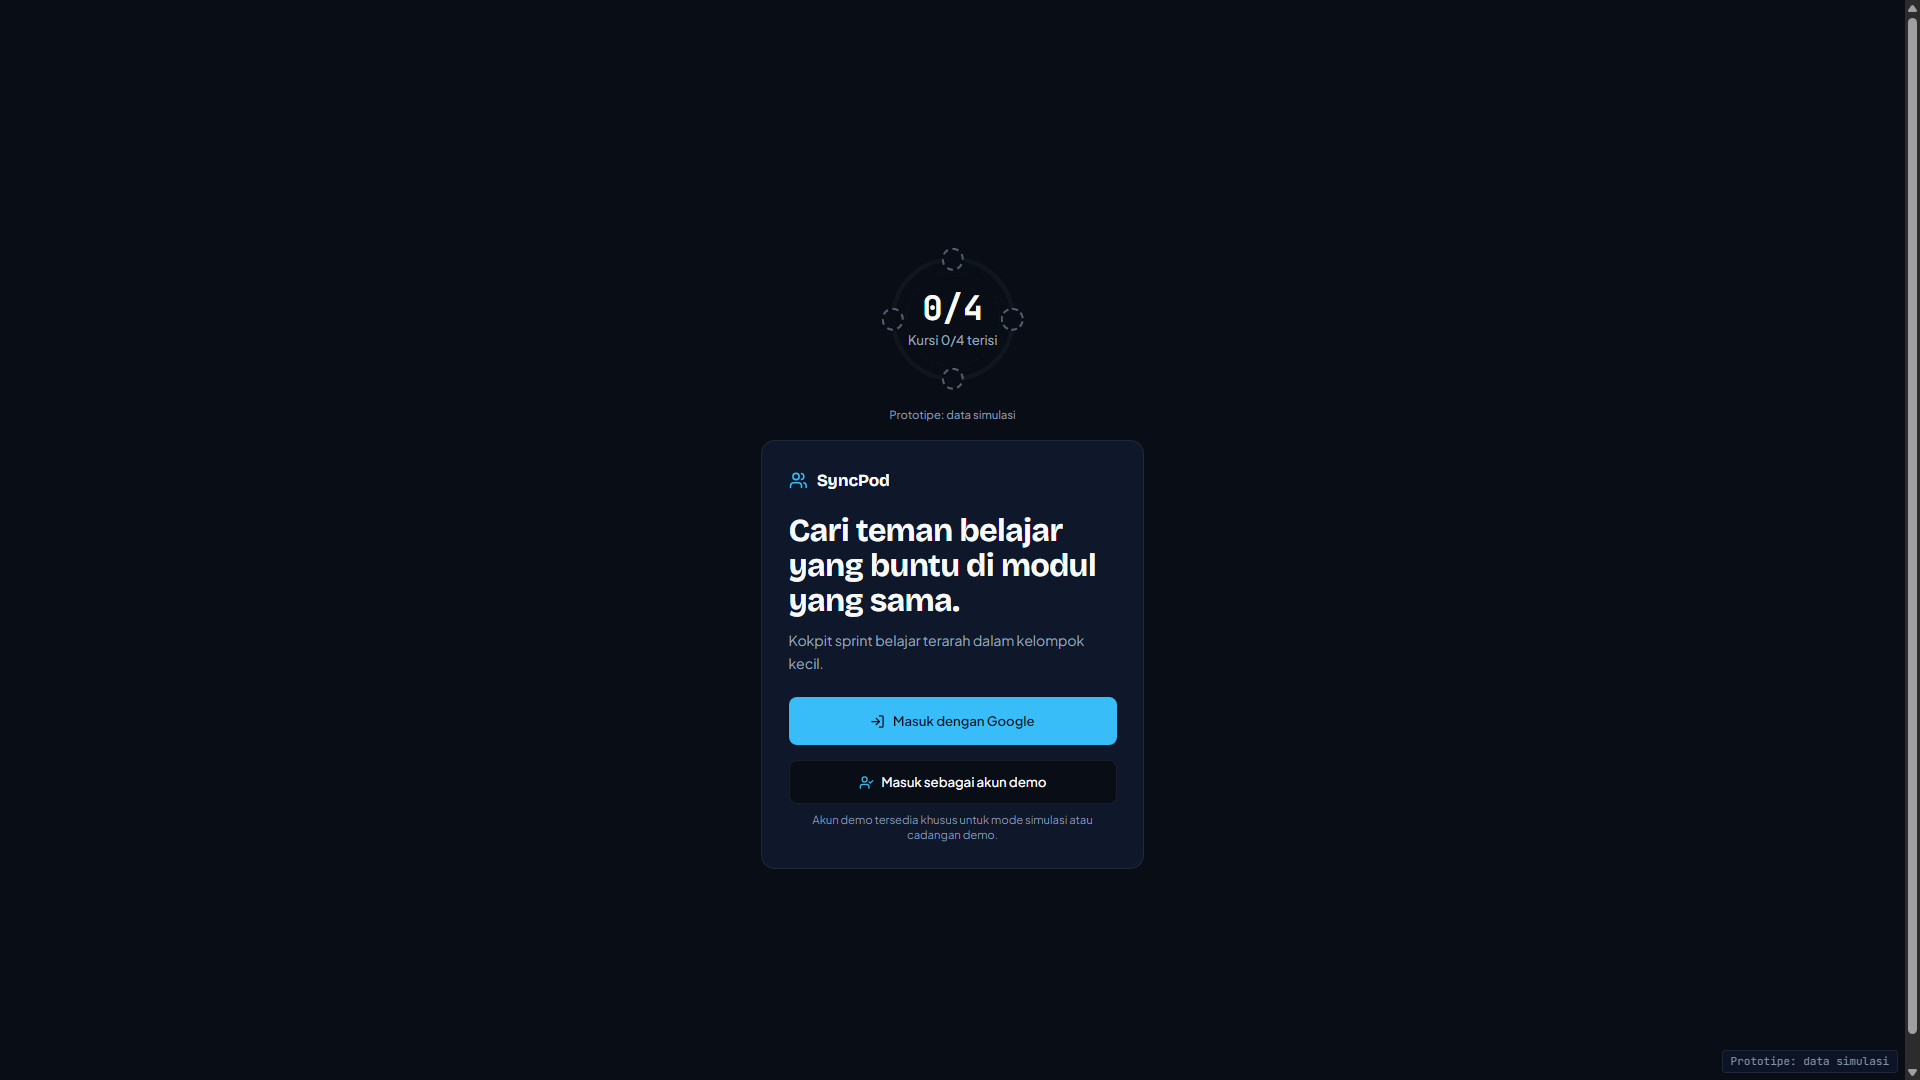 0/4
Kursi 0/4 terisi
Prototipe: data simulasi
SyncPod
Cari teman belajar
yang buntu di modul
yang sama.
Kokpit sprint belajar terarah dalam kelompok
kecil.
Masuk dengan Google
Masuk sebagai akun demo
Akun demo tersedia khusus untuk mode simulasi atau
cadangan demo.
Prototipe: data simulasi